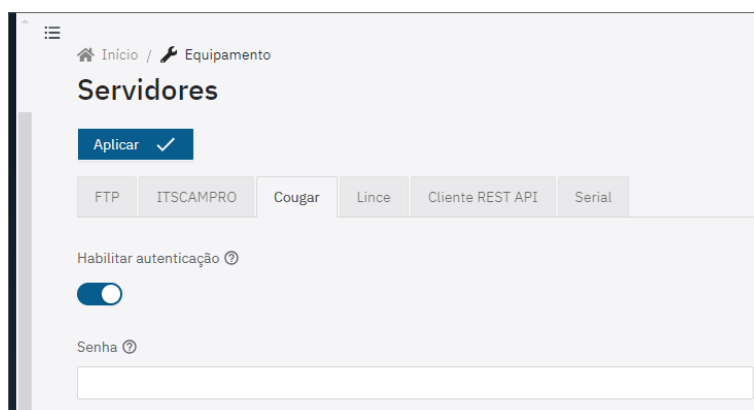 Início / Equipamento
Servidores
Aplicar
FTP ITSCAMPRO Cougar Lince Cliente REST API Serial
Habilitar autenticação
Senha